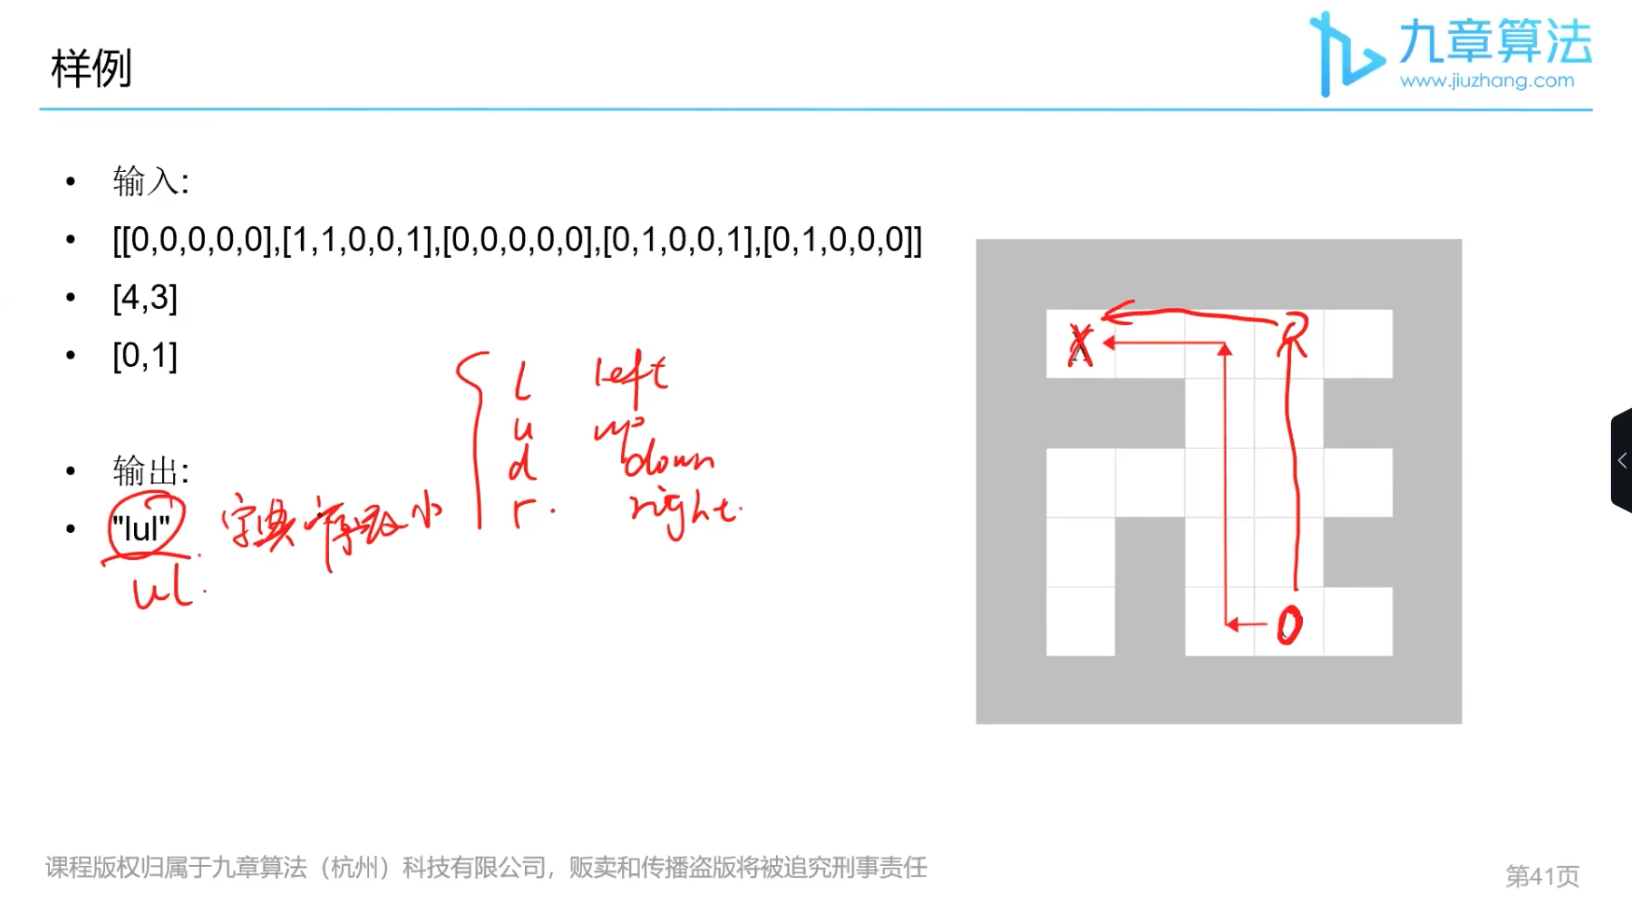 样例
九章算法
www.jiuzhang.com
• 输入:
• [[0,0,0,0,0],[1,1,0,0,1],[0,0,0,0,0],[0,1,0,0,1],[0,1,0,0,0]]
• [4,3]
• [0,1]
l left
u up
d down
r. right.
• 输出:
• "lul" 字典序最小
ul.
X
R
O
课程版权归属于九章算法（杭州）科技有限公司，贩卖和传播盗版将被追究刑事责任
第41页